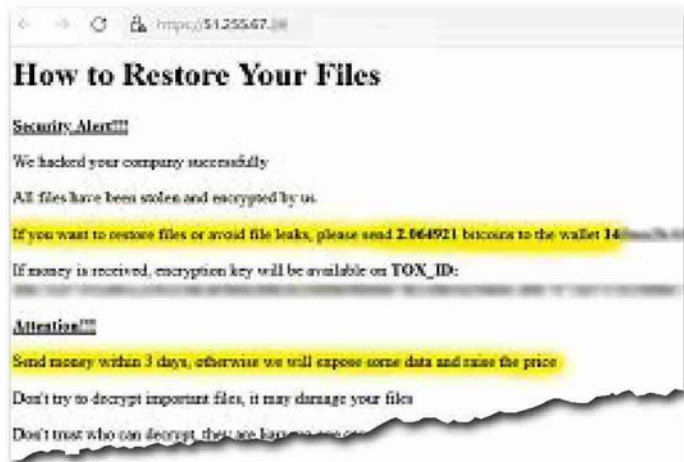 https://51.255.67.
How to Restore Your Files
Security Alert!!!
We hacked your company successfully
All files have been stolen and encrypted by us.
If you want to restore files or avoid file leaks, please send 2.064921 bitcoins to the wallet 14
If money is received, encryption key will be available on TOX_ID:
Attention!!!
Send money within 3 days, otherwise we will expose some data and raise the price
Don't try to decrypt important files, it may damage your files
Don't trust who can decrypt, they are